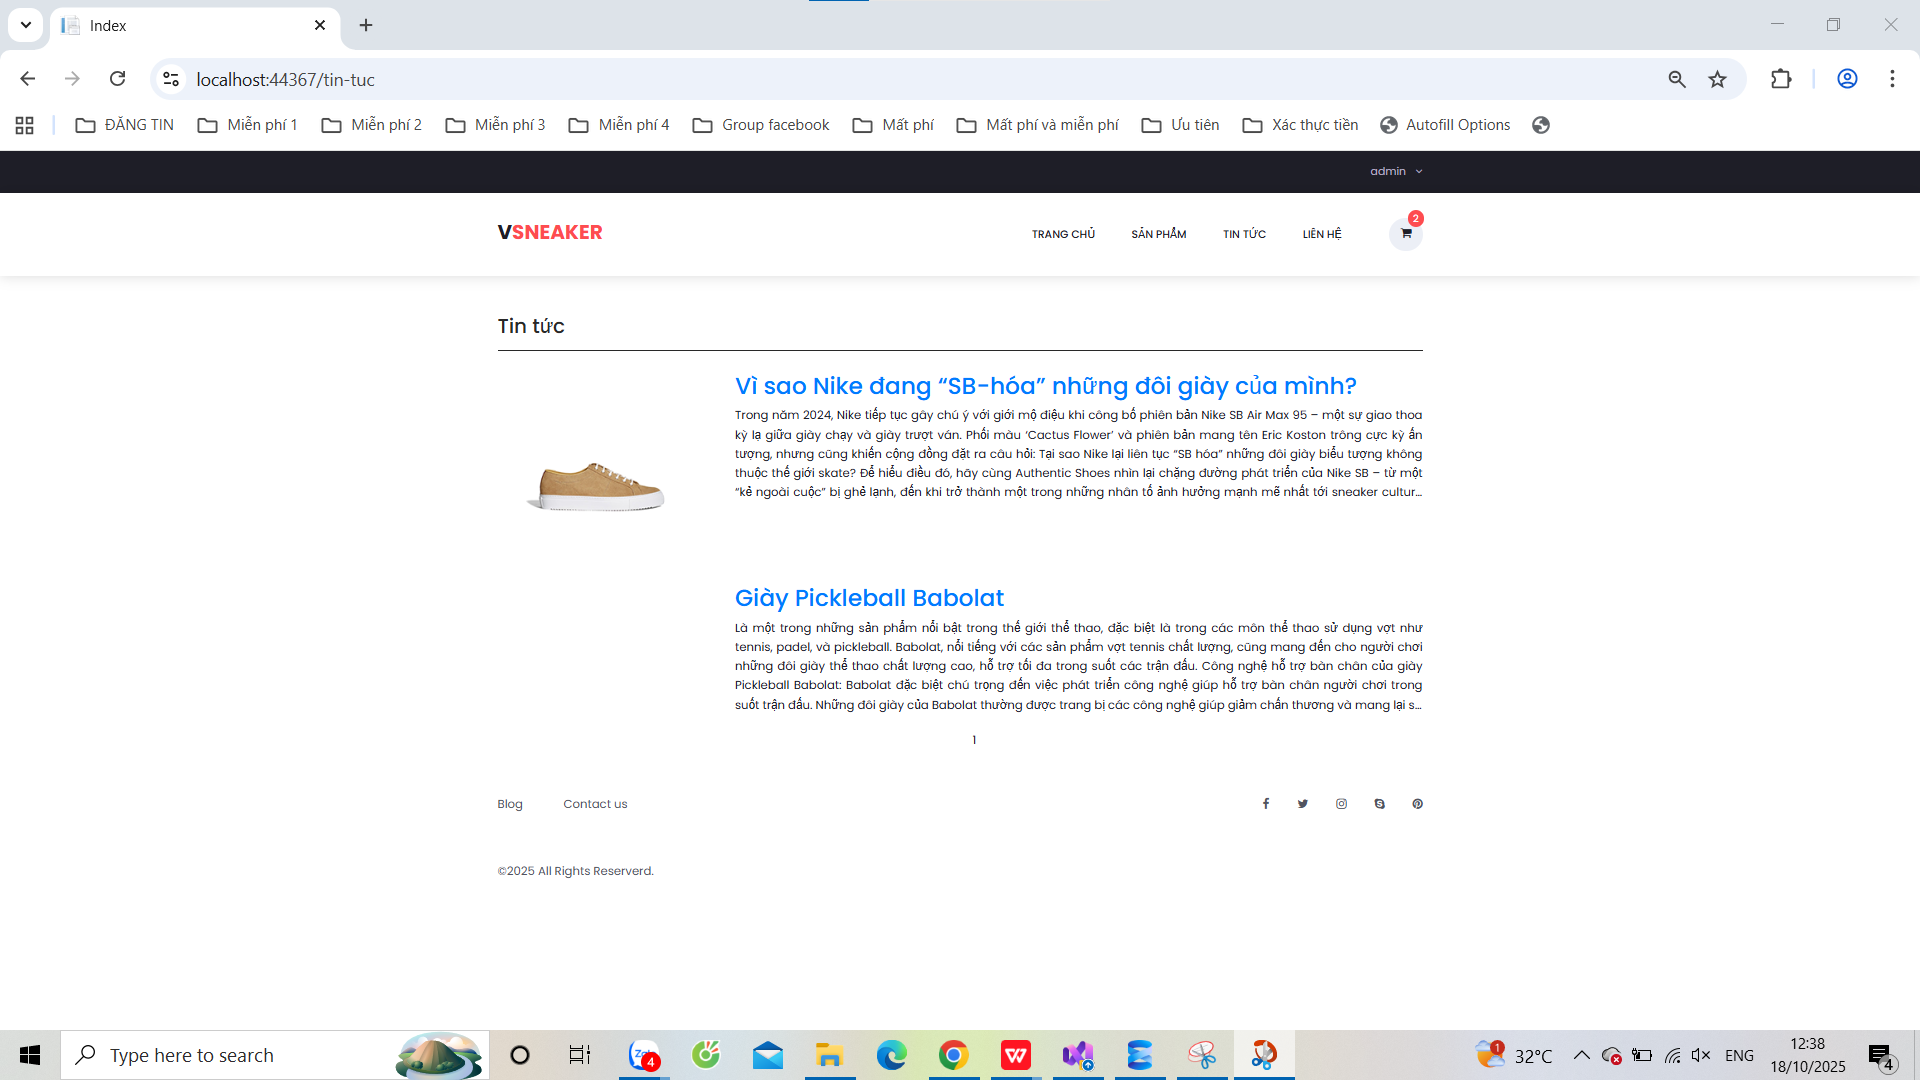 Index
localhost:44367/tin-tuc
ĐĂNG TIN
Miễn phí 1
Miễn phí 2
Miễn phí 3
Miễn phí 4
Group facebook
Mất phí
Mất phí và miễn phí
Ưu tiên
Xác thực tiền
Autofill Options
admin
VSNEAKER
TRANG CHỦ
SẢN PHẨM
TIN TỨC
LIÊN HỆ
2
Tin tức
Vì sao Nike đang “SB-hóa” những đôi giày của mình?
Trong năm 2024, Nike tiếp tục gây chú ý với giới mộ điệu khi công bố phiên bản Nike SB Air Max 95 – một sự giao thoa
kỳ lạ giữa giày chạy và giày trượt ván. Phối màu ‘Cactus Flower’ và phiên bản mang tên Eric Koston trông cực kỳ ấn
tượng, nhưng cũng khiến cộng đồng đặt ra câu hỏi: Tại sao Nike lại liên tục “SB hóa” những đôi giày biểu tượng không
thuộc thế giới skate? Để hiểu điều đó, hãy cùng Authentic Shoes nhìn lại chặng đường phát triển của Nike SB – từ một
“kẻ ngoài cuộc” bị ghẻ lạnh, đến khi trở thành một trong những nhân tố ảnh hưởng mạnh mẽ nhất tới sneaker cultur...
Giày Pickleball Babolat
Là một trong những sản phẩm nổi bật trong thế giới thể thao, đặc biệt là trong các môn thể thao sử dụng vợt như
tennis, padel, và pickleball. Babolat, nổi tiếng với các sản phẩm vợt tennis chất lượng, cũng mang đến cho người chơi
những đôi giày thể thao chất lượng cao, hỗ trợ tối đa trong suốt các trận đấu. Công nghệ hỗ trợ bàn chân của giày
Pickleball Babolat: Babolat đặc biệt chú trọng đến việc phát triển công nghệ giúp hỗ trợ bàn chân người chơi trong
suốt trận đấu. Những đôi giày của Babolat thường được trang bị các công nghệ giúp giảm chấn thương và mang lại s...
1
Blog
Contact us
©2025 All Rights Reserverd.
Type here to search
4
1
32°C
ENG
12:38
18/10/2025
4